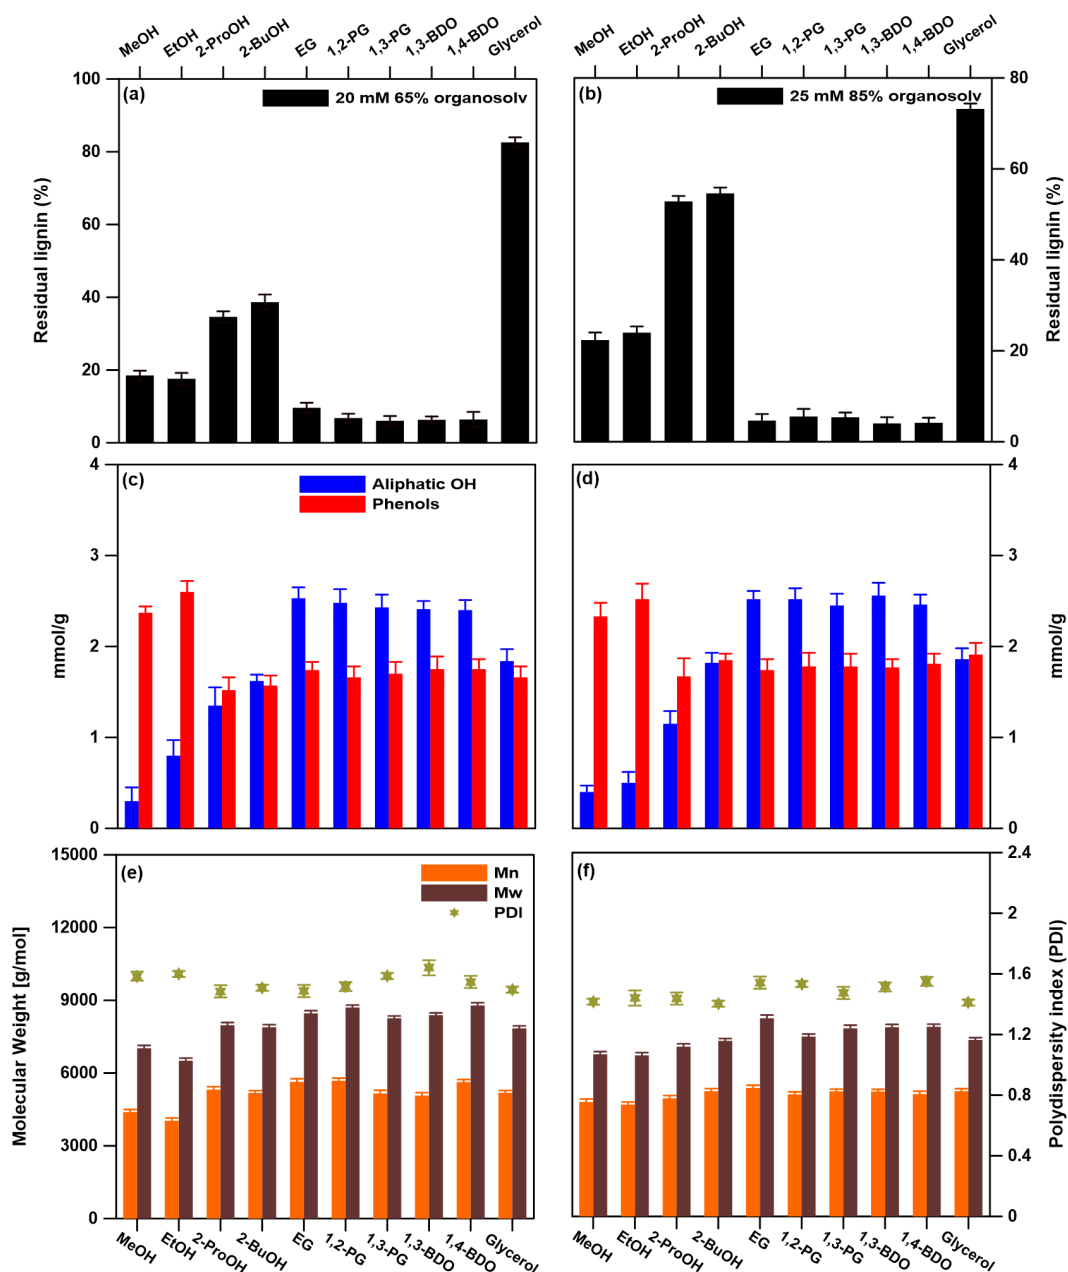 MeOH EtOH 2-ProOH 2-BuOH EG 1,2-PG 1,3-PG 1,3-BDO 1,4-BDO Glycerol
MeOH EtOH 2-ProOH 2-BuOH EG 1,2-PG 1,3-PG 1,3-BDO 1,4-BDO Glycerol
(a)
20 mM 65% organosolv
100
80
60
40
20
0
Residual lignin (%)
(b)
25 mM 85% organosolv
80
60
40
20
0
Residual lignin (%)
(c)
Aliphatic OH
Phenols
4
3
2
1
0
mmol/g
(d)
4
3
2
1
0
mmol/g
(e)
Mn
Mw
PDI
15000
12000
9000
6000
3000
0
Molecular Weight [g/mol]
(f)
2.4
2
1.6
1.2
0.8
0.4
0
Polydispersity index (PDI)
MeOH EtOH 2-ProOH 2-BuOH EG 1,2-PG 1,3-PG 1,3-BDO 1,4-BDO Glycerol
MeOH EtOH 2-ProOH 2-BuOH EG 1,2-PG 1,3-PG 1,3-BDO 1,4-BDO Glycerol